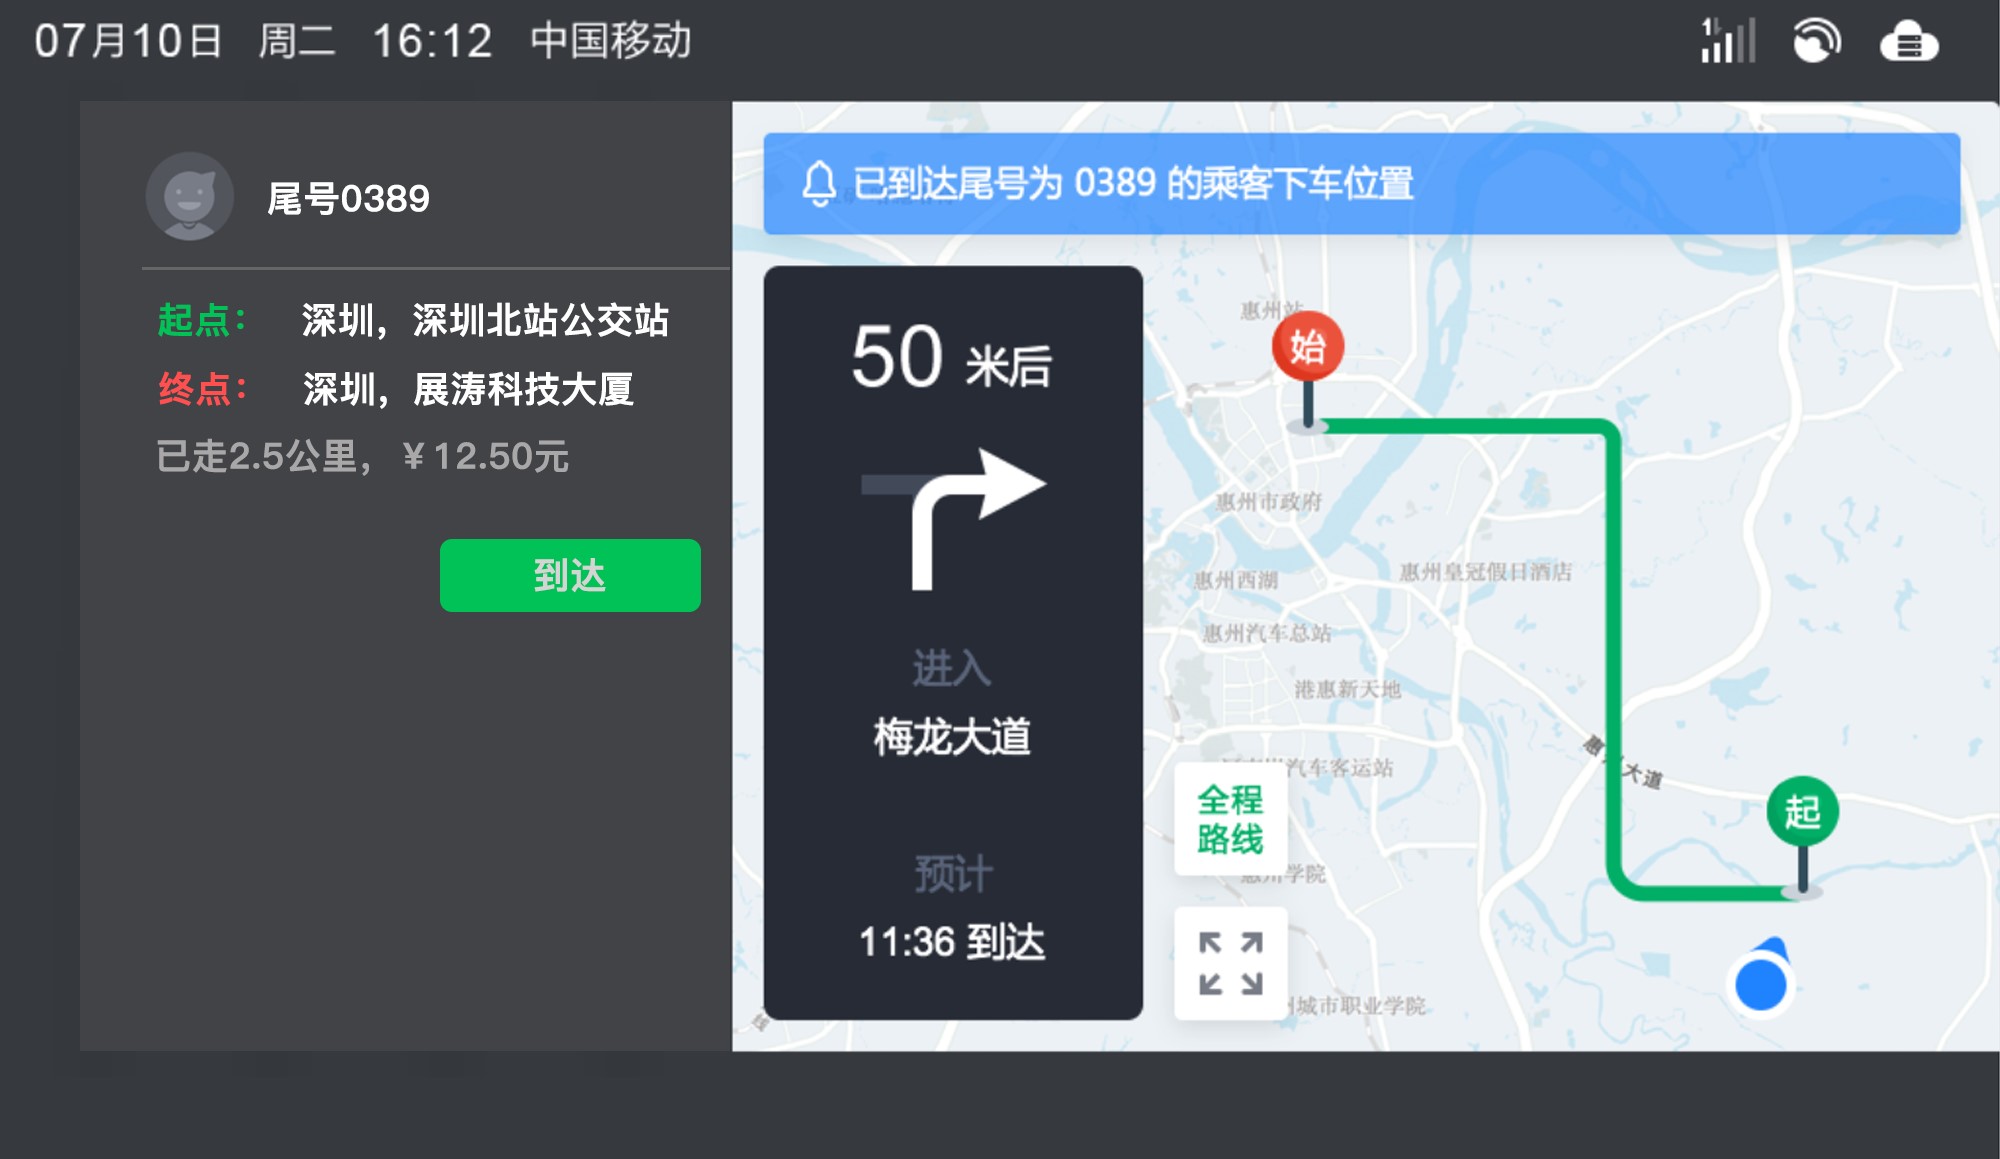 07月10日 周二 16:12 中国移动
尾号0389
起点： 深圳，深圳北站公交站
终点： 深圳，展涛科技大厦
已走2.5公里，￥12.50元
到达
已到达尾号为 0389 的乘客下车位置
50 米后
进入
梅龙大道
预计
11:36 到达
惠州站
始
惠州市政府
惠州西湖
惠州皇冠假日酒店
惠州汽车总站
港惠新天地
汽车客运站
惠州大道
全程
路线
起
惠州学院
城市职业学院
线